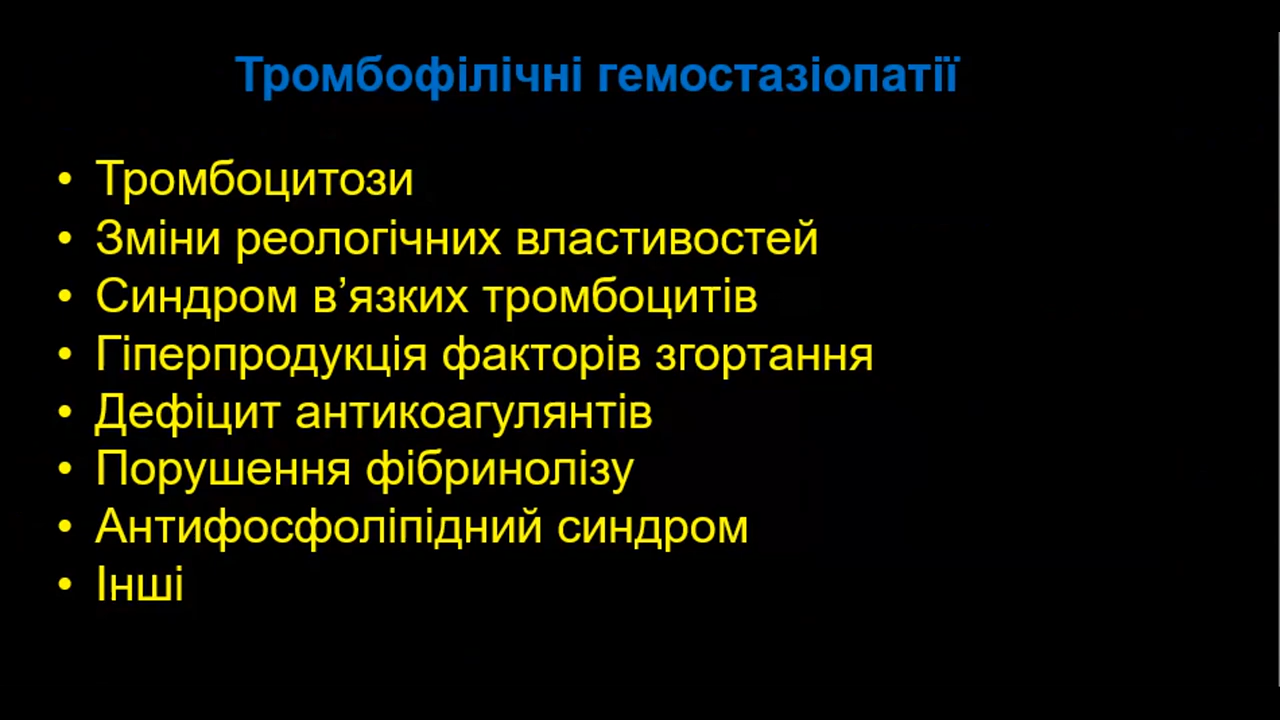 Тромбофілічні гемостазіопатії
• Тромбоцитози
• Зміни реологічних властивостей
• Синдром в’язких тромбоцитів
• Гіперпродукція факторів згортання
• Дефіцит антикоагулянтів
• Порушення фібринолізу
• Антифосфоліпідний синдром
• Інші